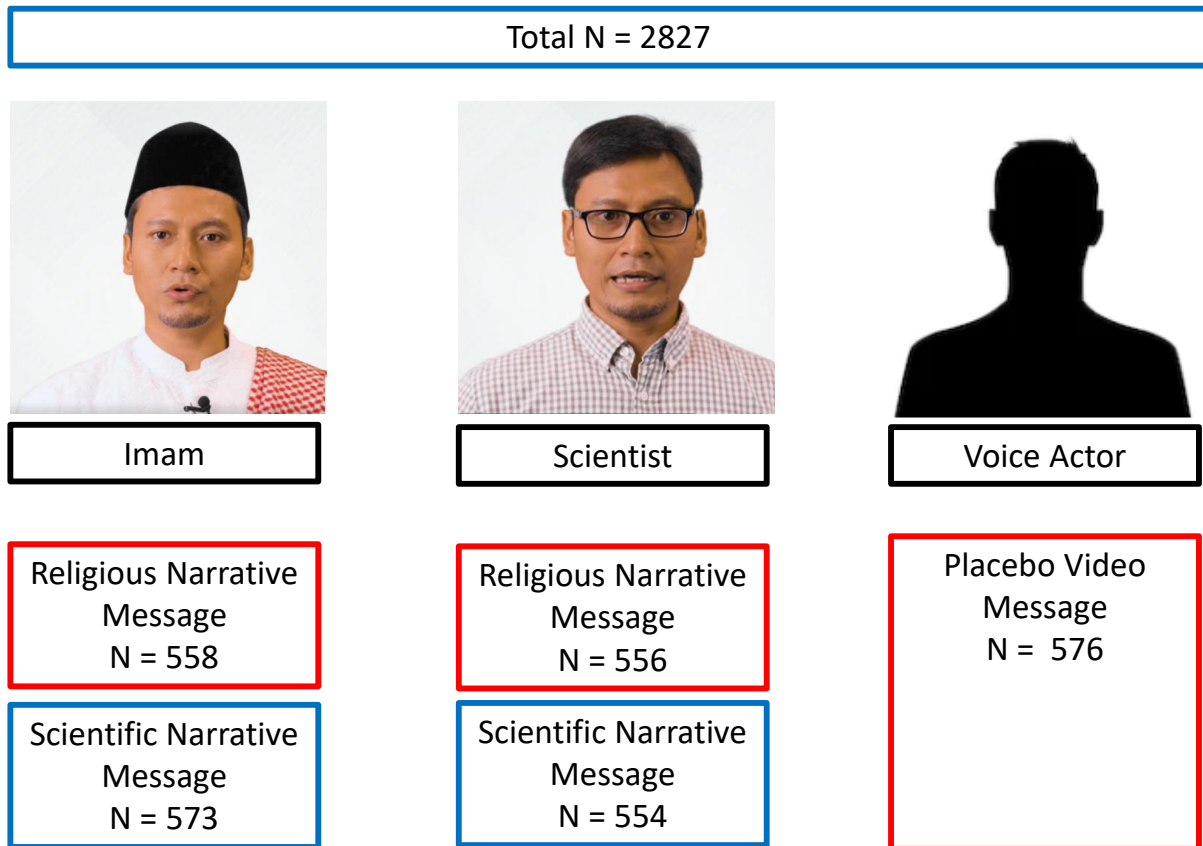 Total N = 2827
Imam
Scientist
Voice Actor
Religious Narrative
Message
N = 558
Scientific Narrative
Message
N = 573
Religious Narrative
Message
N = 556
Scientific Narrative
Message
N = 554
Placebo Video
Message
N =  576